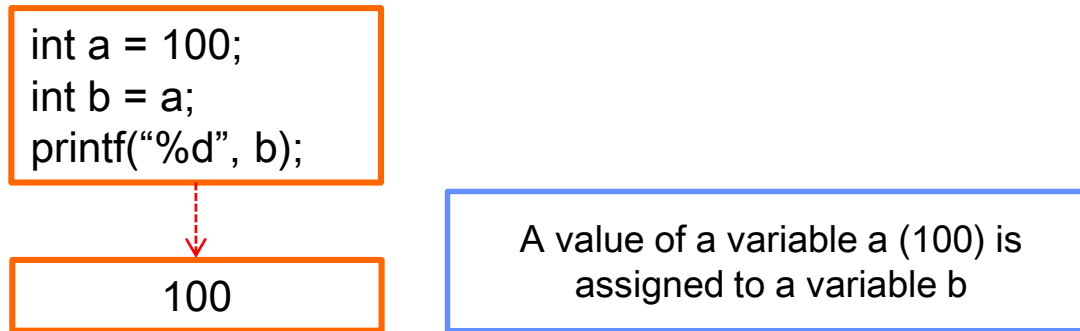 int a = 100;
int b = a;
printf(“%d”, b);
100
A value of a variable a (100) is
assigned to a variable b